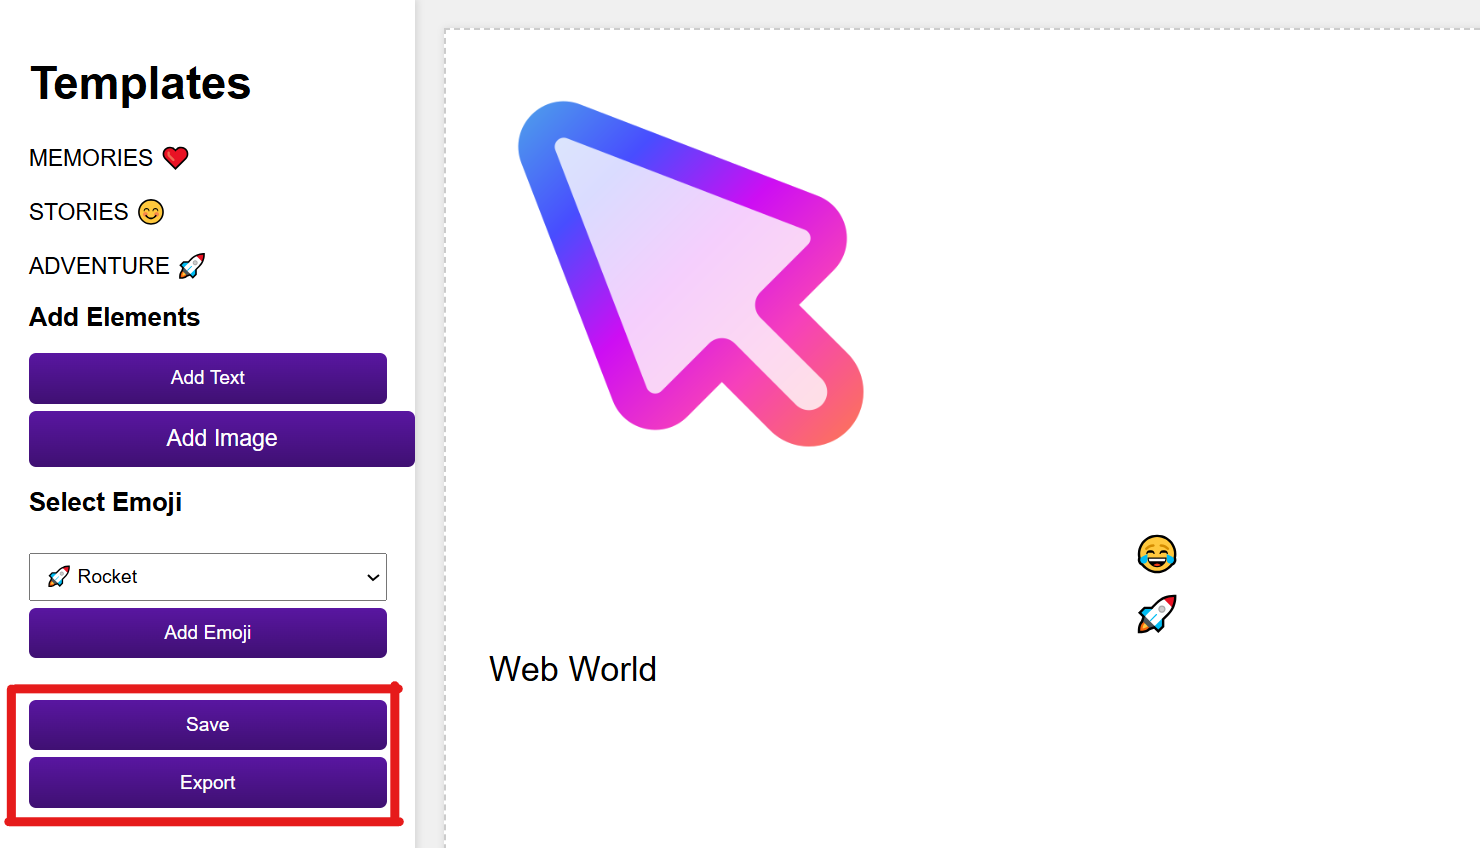 Templates
MEMORIES ❤️
STORIES 😊
ADVENTURE 🚀
Add Elements
Add Text
Add Image
Select Emoji
🚀 Rocket
Add Emoji
Save
Export
Web World